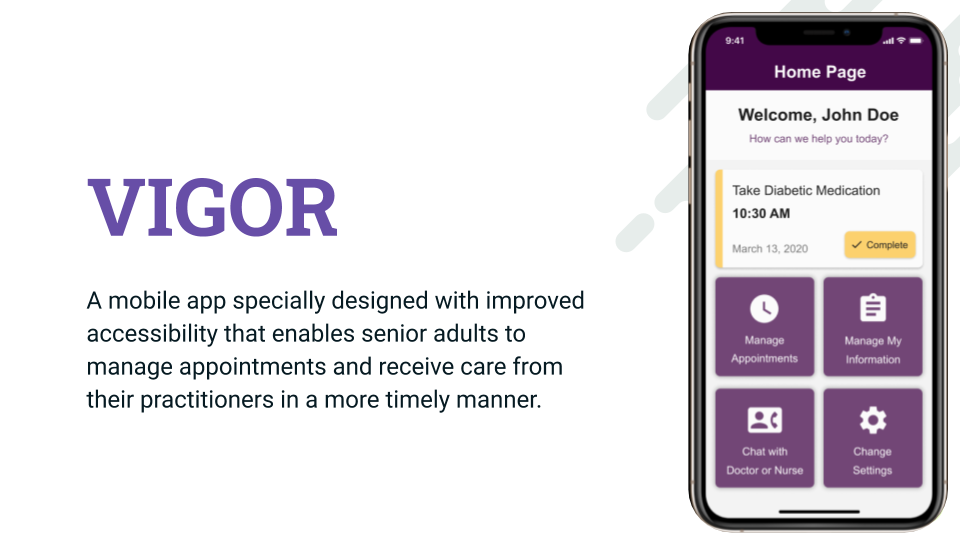 VIGOR
A mobile app specially designed with improved
accessibility that enables senior adults to
manage appointments and receive care from
their practitioners in a more timely manner.
9:41
Home Page
Welcome, John Doe
How can we help you today?
Take Diabetic Medication
10:30 AM
March 13, 2020
Complete
Manage
Appointments
Manage My
Information
Chat with
Doctor or Nurse
Change
Settings